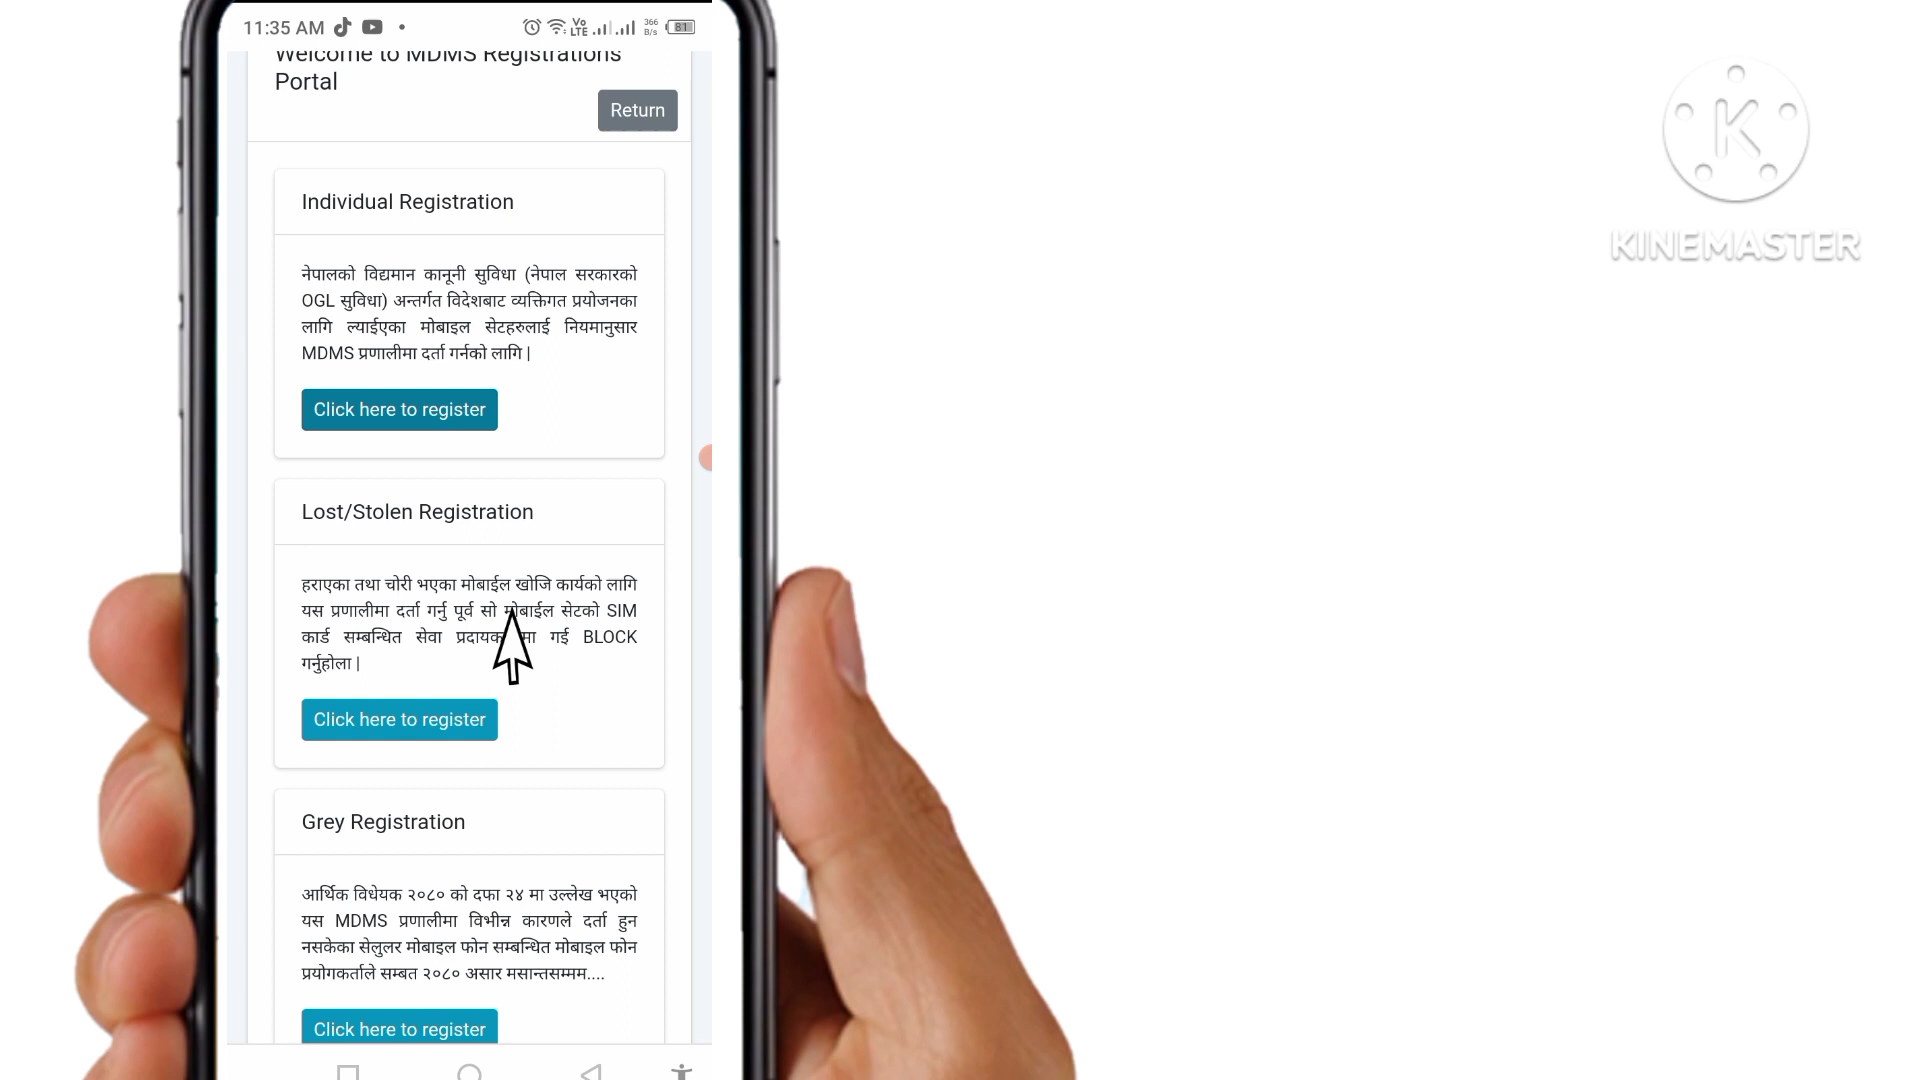 11:35 AM
Vo
LTE
366
B/s
81
Welcome to MDMS Registrations
Portal
Return
Individual Registration
नेपालको विद्यमान कानूनी सुविधा (नेपाल सरकारको
OGL सुविधा) अन्तर्गत विदेशबाट व्यक्तिगत प्रयोजनका
लागि ल्याईएका मोबाइल सेटहरुलाई नियमानुसार
MDMS प्रणालीमा दर्ता गर्नको लागि |
Click here to register
Lost/Stolen Registration
हराएका तथा चोरी भएका मोबाईल खोजि कार्यको लागि
यस प्रणालीमा दर्ता गर्नु पूर्व सो मोबाईल सेटको SIM
कार्ड सम्बन्धित सेवा गई BLOCK
गर्नुहोला |
Click here to register
Grey Registration
आर्थिक विधेयक २०८० को दफा २४ मा उल्लेख भएको
यस MDMS प्रणालीमा विभीन्न कारणले दर्ता हुन
नसकेका सेलुलर मोबाइल फोन सम्बन्धित मोबाइल फोन
प्रयोगकर्ताले सम्बत २०८० असार मसान्तसम्मम....
Click here to register
K
KINEMASTER